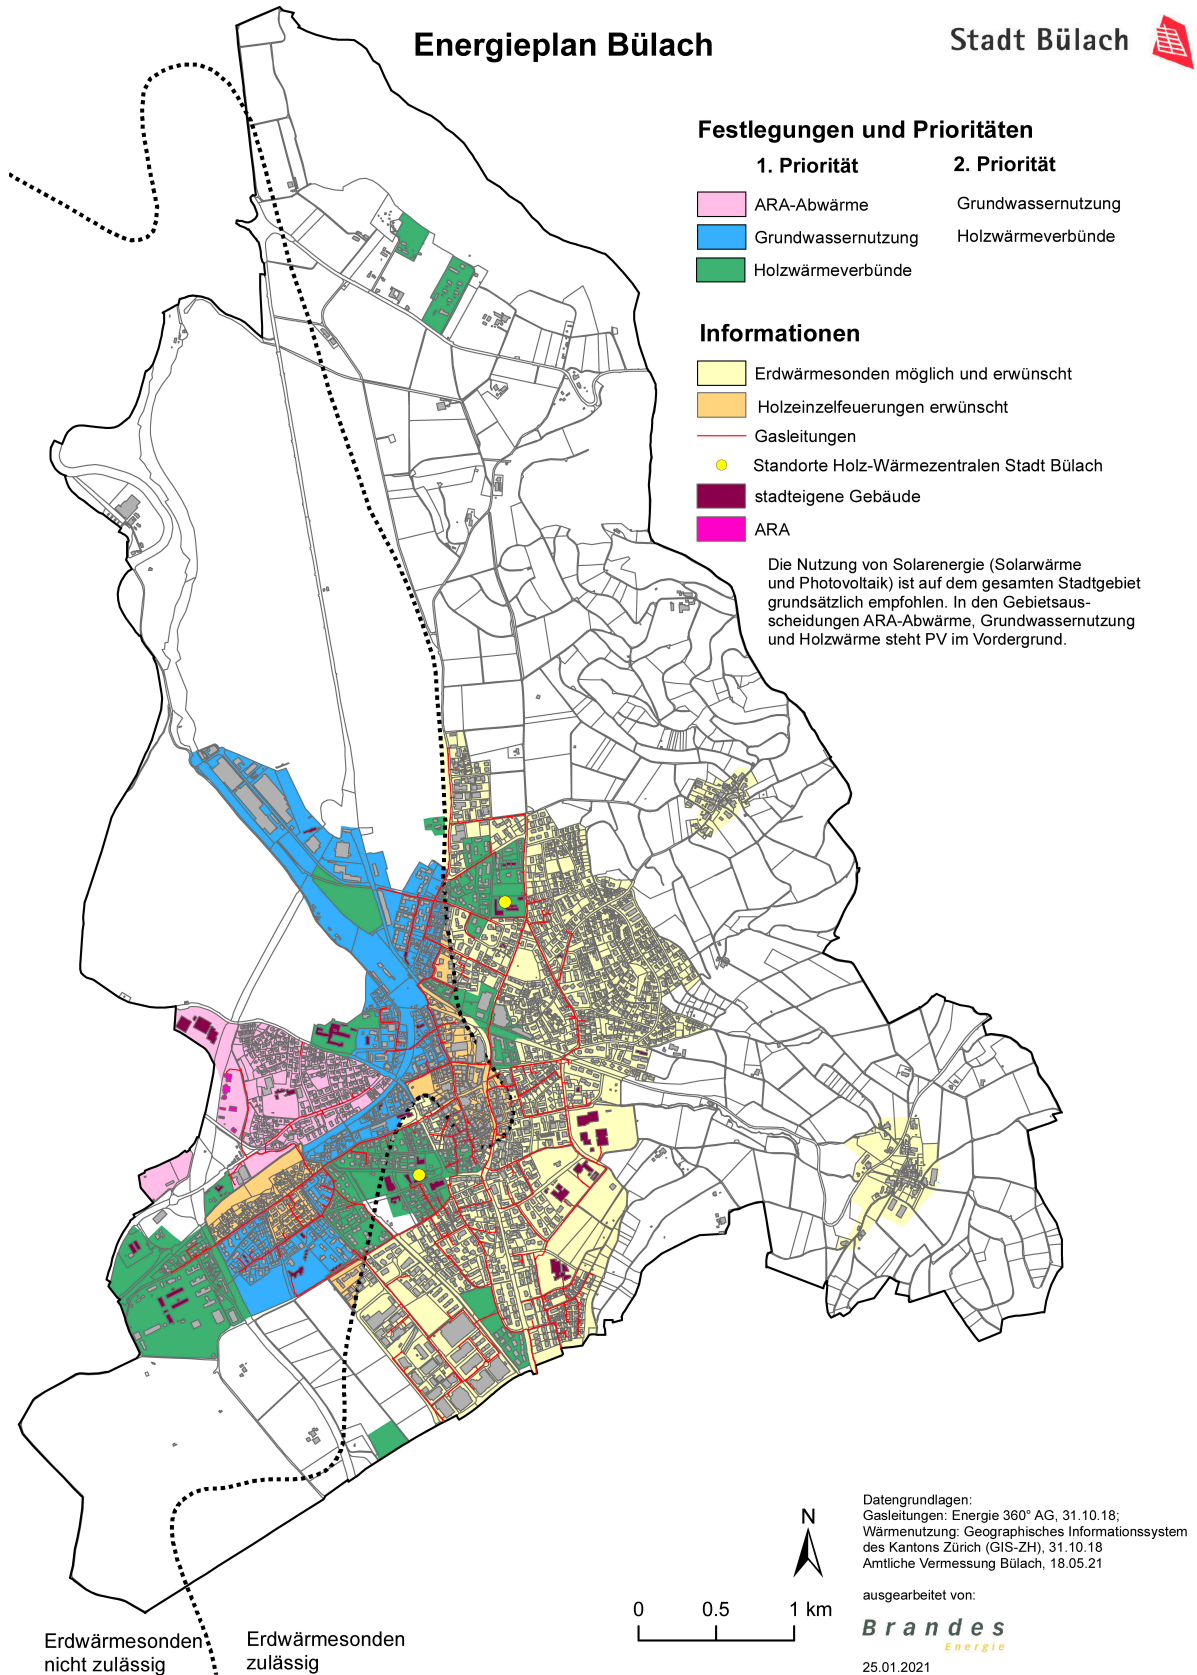 Energieplan Bülach
Stadt Bülach
Festlegungen und Prioritäten
1. Priorität
2. Priorität
ARA-Abwärme
Grundwassernutzung
Grundwassernutzung
Holzwärmeverbünde
Holzwärmeverbünde
Informationen
Erdwärmesonden möglich und erwünscht
Holzeinzelfeuerungen erwünscht
Gasleitungen
Standorte Holz-Wärmezentralen Stadt Bülach
stadteigene Gebäude
ARA
Die Nutzung von Solarenergie (Solarwärme
und Photovoltaik) ist auf dem gesamten Stadtgebiet
grundsätzlich empfohlen. In den Gebietsaus-
scheidungen ARA-Abwärme, Grundwassernutzung
und Holzwärme steht PV im Vordergrund.
Datengrundlagen:
Gasleitungen: Energie 360° AG, 31.10.18;
Wärmenutzung: Geographisches Informationssystem
des Kantons Zürich (GIS-ZH), 31.10.18
Amtliche Vermessung Bülach, 18.05.21
ausgearbeitet von:
Brandes
Energie
25.01.2021
N
0 0.5 1 km
Erdwärmesonden
nicht zulässig
Erdwärmesonden
zulässig